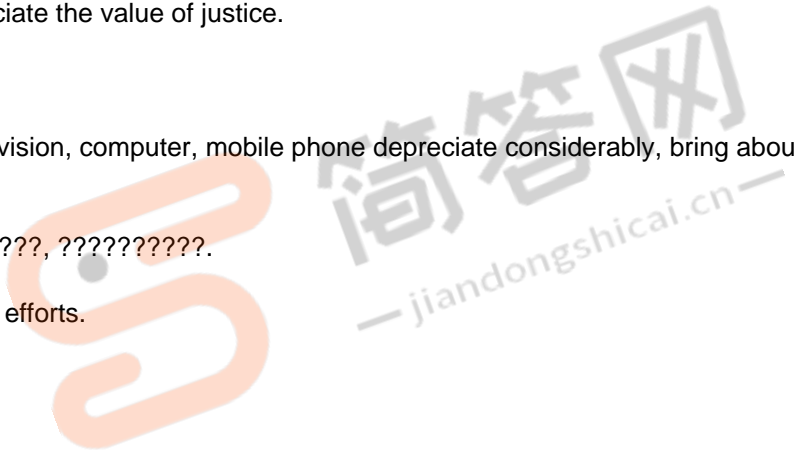 ciate the value of justice.
vision, computer, mobile phone depreciate considerably, bring abou
???, ??????????.
efforts.
简答网
jiandongshicai.cn